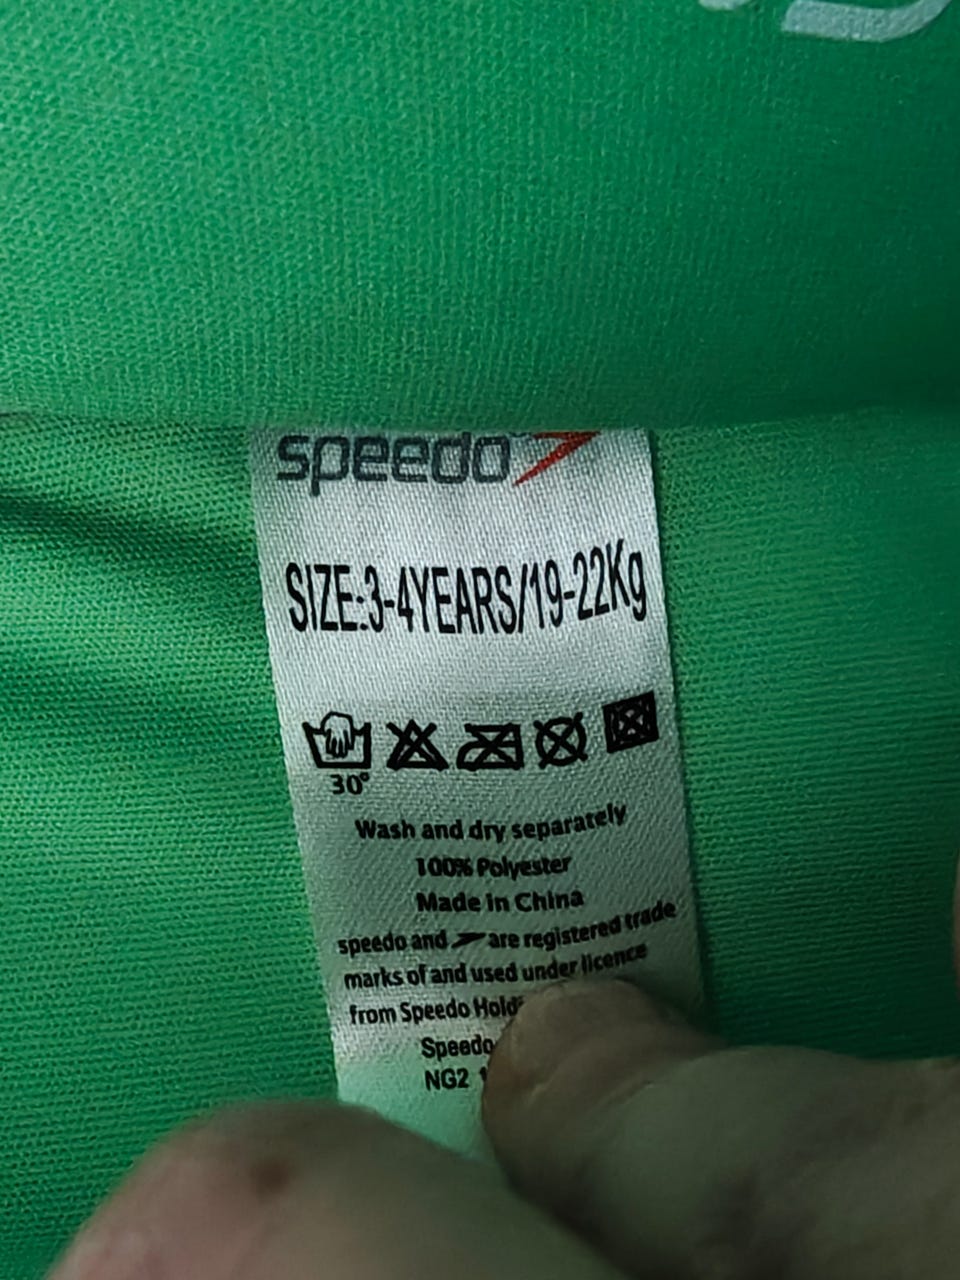 speedo
SIZE:3-4YEARS/19-22Kg
30°
Wash and dry separately
100% Polyester
Made in China
speedo and are registered trade
marks of and used under licence
from Speedo
Speedo
NG2